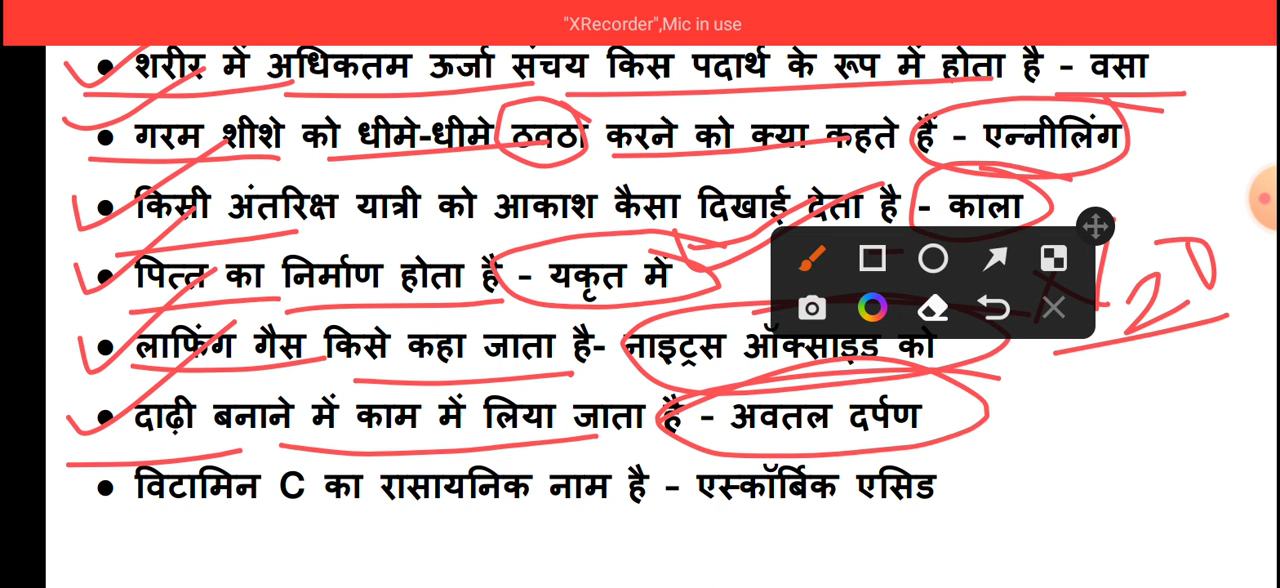 "XRecorder",Mic in use
• शरीर में अधिकतम ऊर्जा संचय किस पदार्थ के रूप में होता है - वसा
• गरम शीशे को धीमे-धीमे ठवठा करने को क्या कहते हैं - एन्नीलिंग
• किसी अंतरिक्ष यात्री को आकाश कैसा दिखाई देता है - काला
• पित्त का निर्माण होता है - यकृत में
• लाफिंग गैस किसे कहा जाता है- नाइट्रस ऑक्साइड को
• दाढ़ी बनाने में काम में लिया जाता है - अवतल दर्पण
• विटामिन C का रासायनिक नाम है - एस्कॉर्बिक एसिड